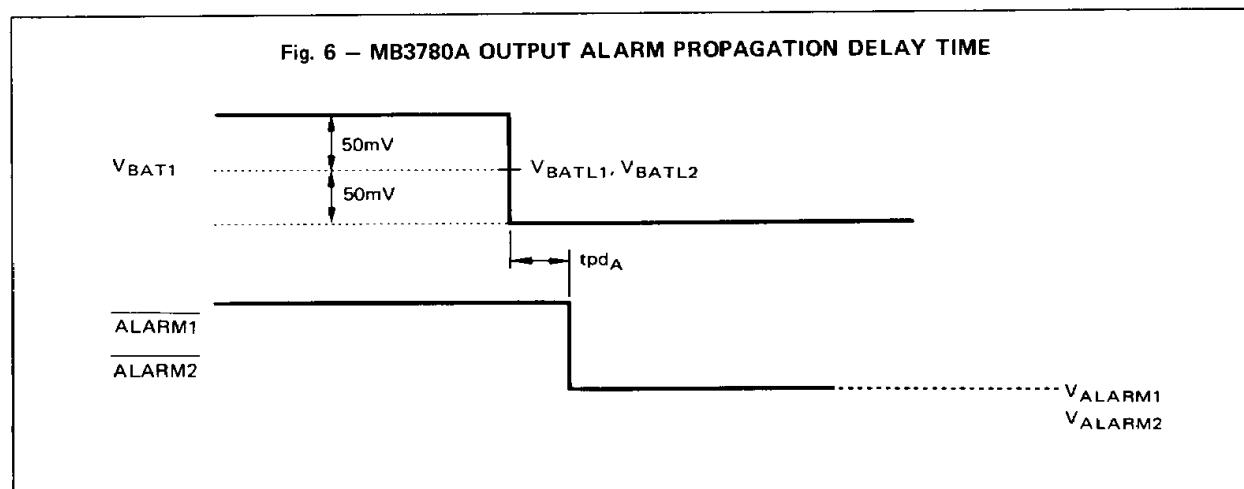 Fig. 6 – MB3780A OUTPUT ALARM PROPAGATION DELAY TIME
50mV
VBAT1
VBATL1, VBATL2
50mV
tpdA
ALARM1
ALARM2
VALARM1
VALARM2